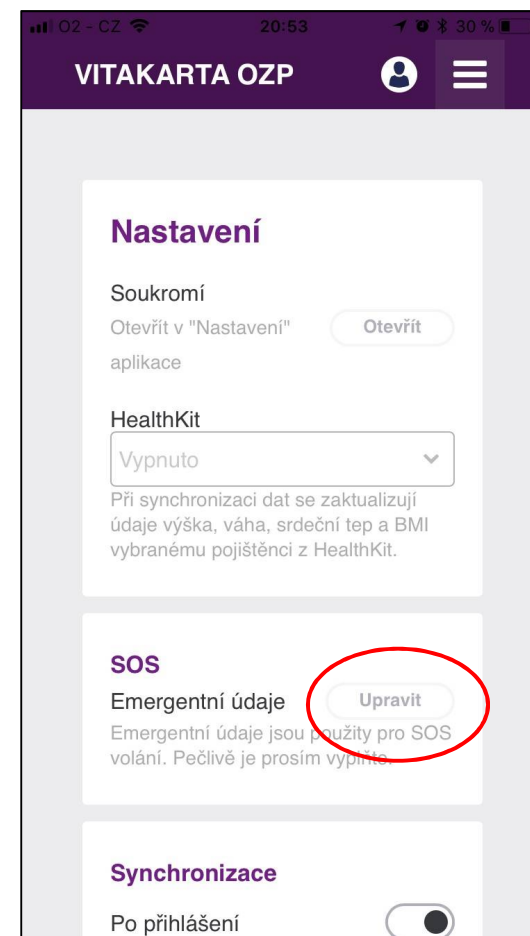 O2 - CZ 20:53 30 %
VITAKARTA OZP
Nastavení
Soukromí
Otevřít v "Nastavení"
aplikace
Otevřít
HealthKit
Vypnuto
Při synchronizaci dat se zaktualizují
údaje výška, váha, srdeční tep a BMI
vybranému pojištěnci z HealthKit.
SOS
Emergentní údaje
Upravit
Emergentní údaje jsou použity pro SOS
volání. Pečlivě je prosím vyplňte.
Synchronizace
Po přihlášení